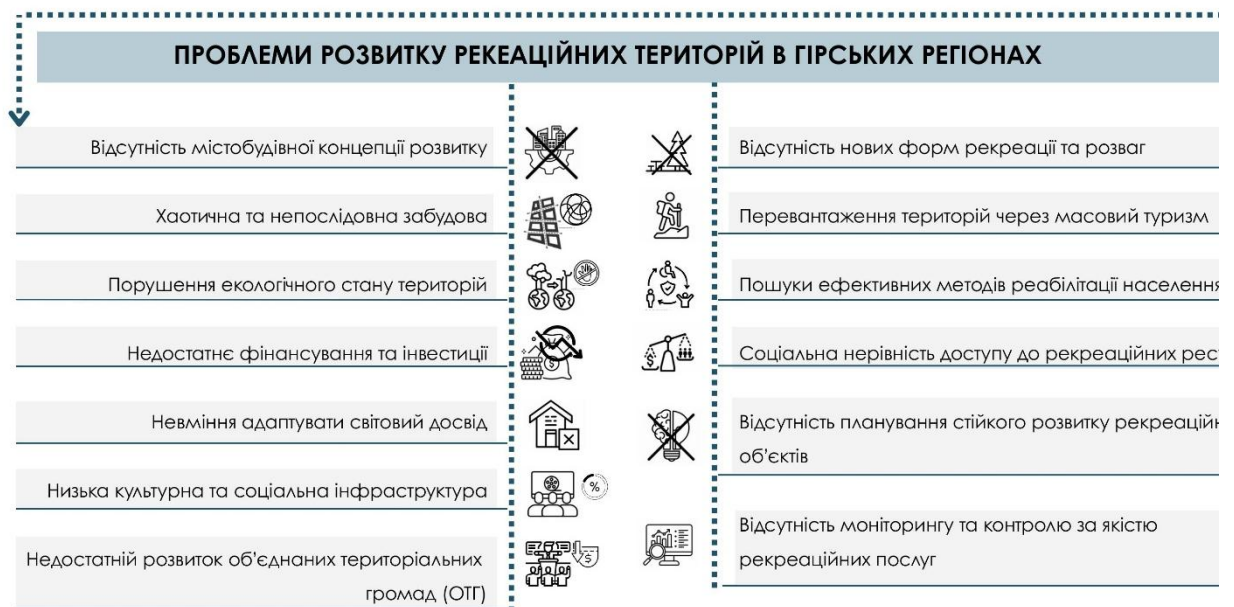 ПРОБЛЕМИ РОЗВИТКУ РЕКЕАЦІЙНИХ ТЕРИТОРІЙ В ГІРСЬКИХ РЕГІОНАХ
Відсутність містобудівної концепції розвитку
Хаотична та непослідовна забудова
Порушення екологічного стану територій
Недостатнє фінансування та інвестиції
Невміння адаптувати світовий досвід
Низька культурна та соціальна інфраструктура
Недостатній розвиток об’єднаних територіальних
громад (ОТГ)
%
Відсутність нових форм рекреації та розваг
Перевантаження територій через масовий туризм
Пошуки ефективних методів реабілітації населення
Соціальна нерівність доступу до рекреаційних
Відсутність планування стійкого розвитку
об’єктів
Відсутність моніторингу та контролю за якістю
рекреаційних послуг